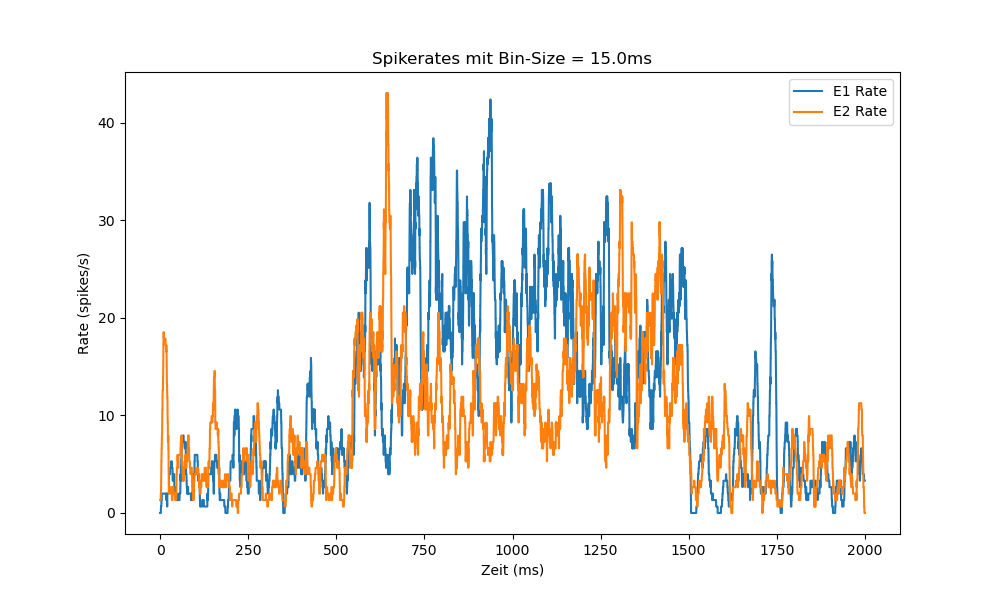 Spikerates mit Bin-Size = 15.0ms
E1 Rate
E2 Rate
Rate (spikes/s)
40
30
20
10
0
0 250 500 750 1000 1250 1500 1750 2000
Zeit (ms)